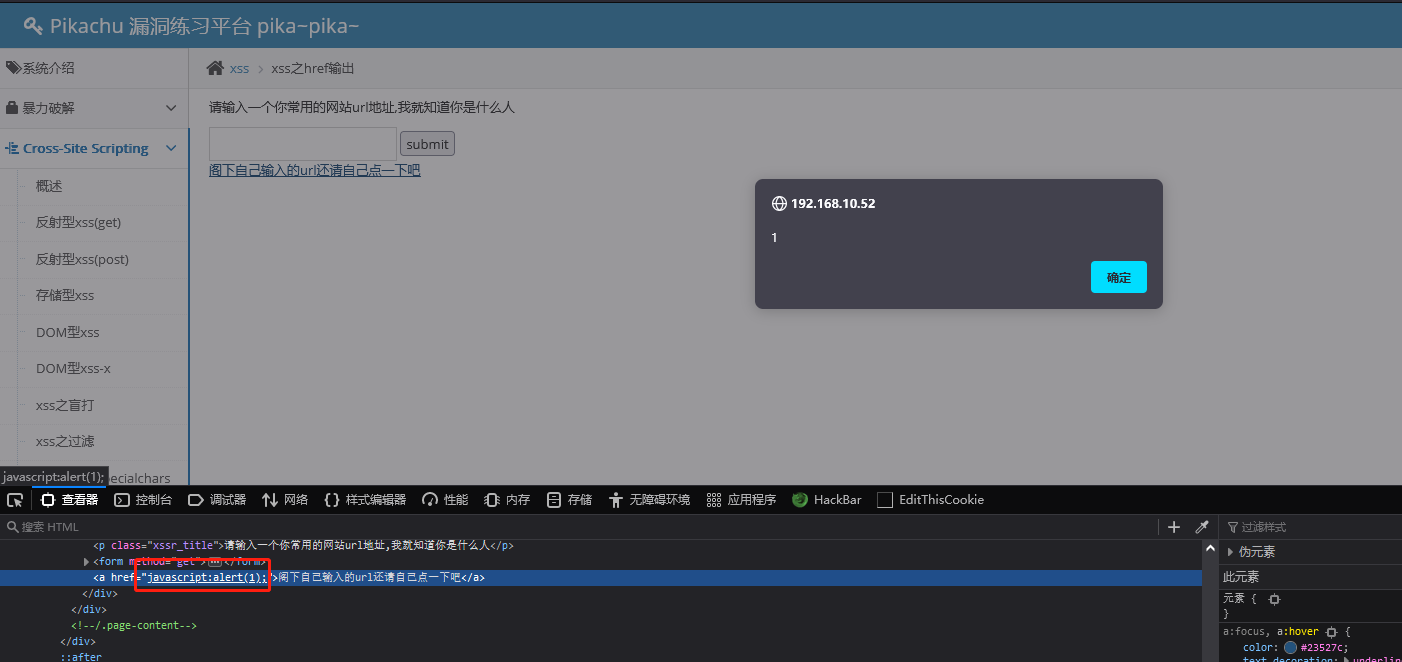 Pikachu 漏洞练习平台 pika~pika~
系统介绍
xss › xss之href输出
暴力破解
请输入一个你常用的网站url地址,我就知道你是什么人
Cross-Site Scripting
submit
阁下自己输入的url还请自己点一下吧
概述
反射型xss(get)
反射型xss(post)
存储型xss
DOM型xss
DOM型xss-x
xss之盲打
xss之过滤
192.168.10.52
1
确定
javascript:alert(1); ecialchars
查看器 控制台 调试器 网络 {} 样式编辑器 性能 内存 存储 无障碍环境 应用程序 HackBar EditThisCookie
搜索 HTML
过滤样式
<p class="xssr_title">请输入一个你常用的网站url地址,我就知道你是什么人</p>
<form method="get">…</form>
<a href="javascript:alert(1);">阁下自己输入的url还请自己点一下吧</a>
</div>
</div>
<!--/.page-content-->
</div>
::after
伪元素
此元素
元素 {
}
a:focus, a:hover {
color: #23527c;
text-decoration: underlin